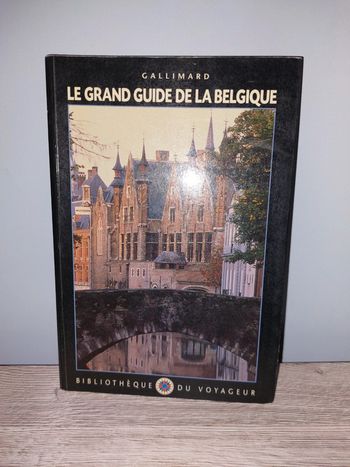 GALLIMARD
LE GRAND GUIDE DE LA BELGIQUE
BIBLIOTHÈQUE DU VOYAGEUR